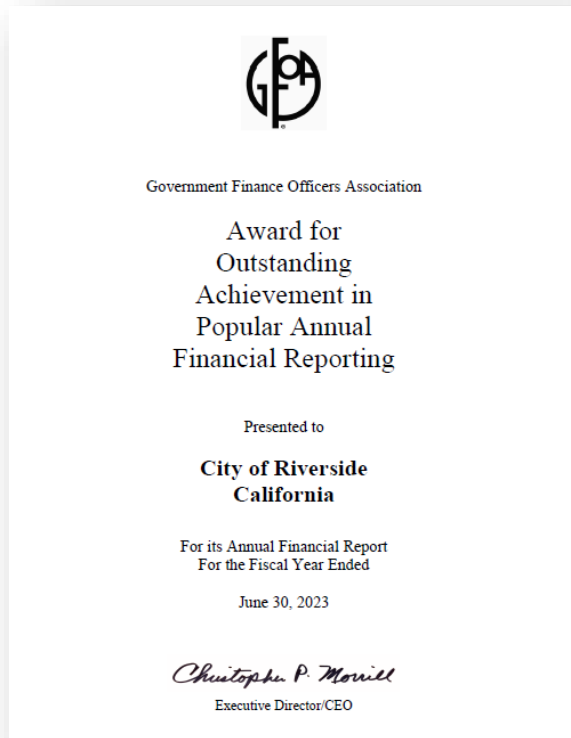 GFOA
®
Government Finance Officers Association
Award for
Outstanding
Achievement in
Popular Annual
Financial Reporting
Presented to
City of Riverside
California
For its Annual Financial Report
For the Fiscal Year Ended
June 30, 2023
Christopher P. Morrill
Executive Director/CEO